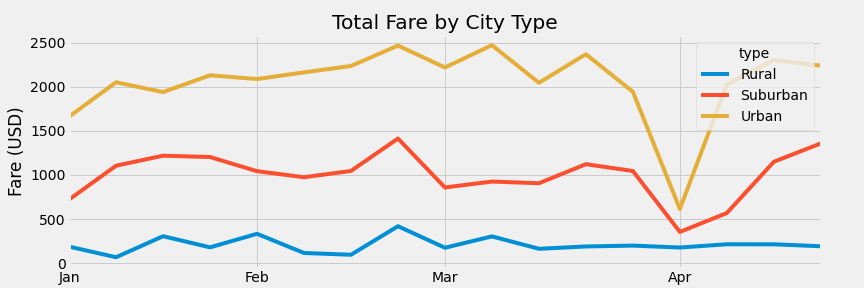 Total Fare by City Type
Fare (USD)
2500
2000
1500
1000
500
0
Jan
Feb
Mar
Apr
type
Rural
Suburban
Urban